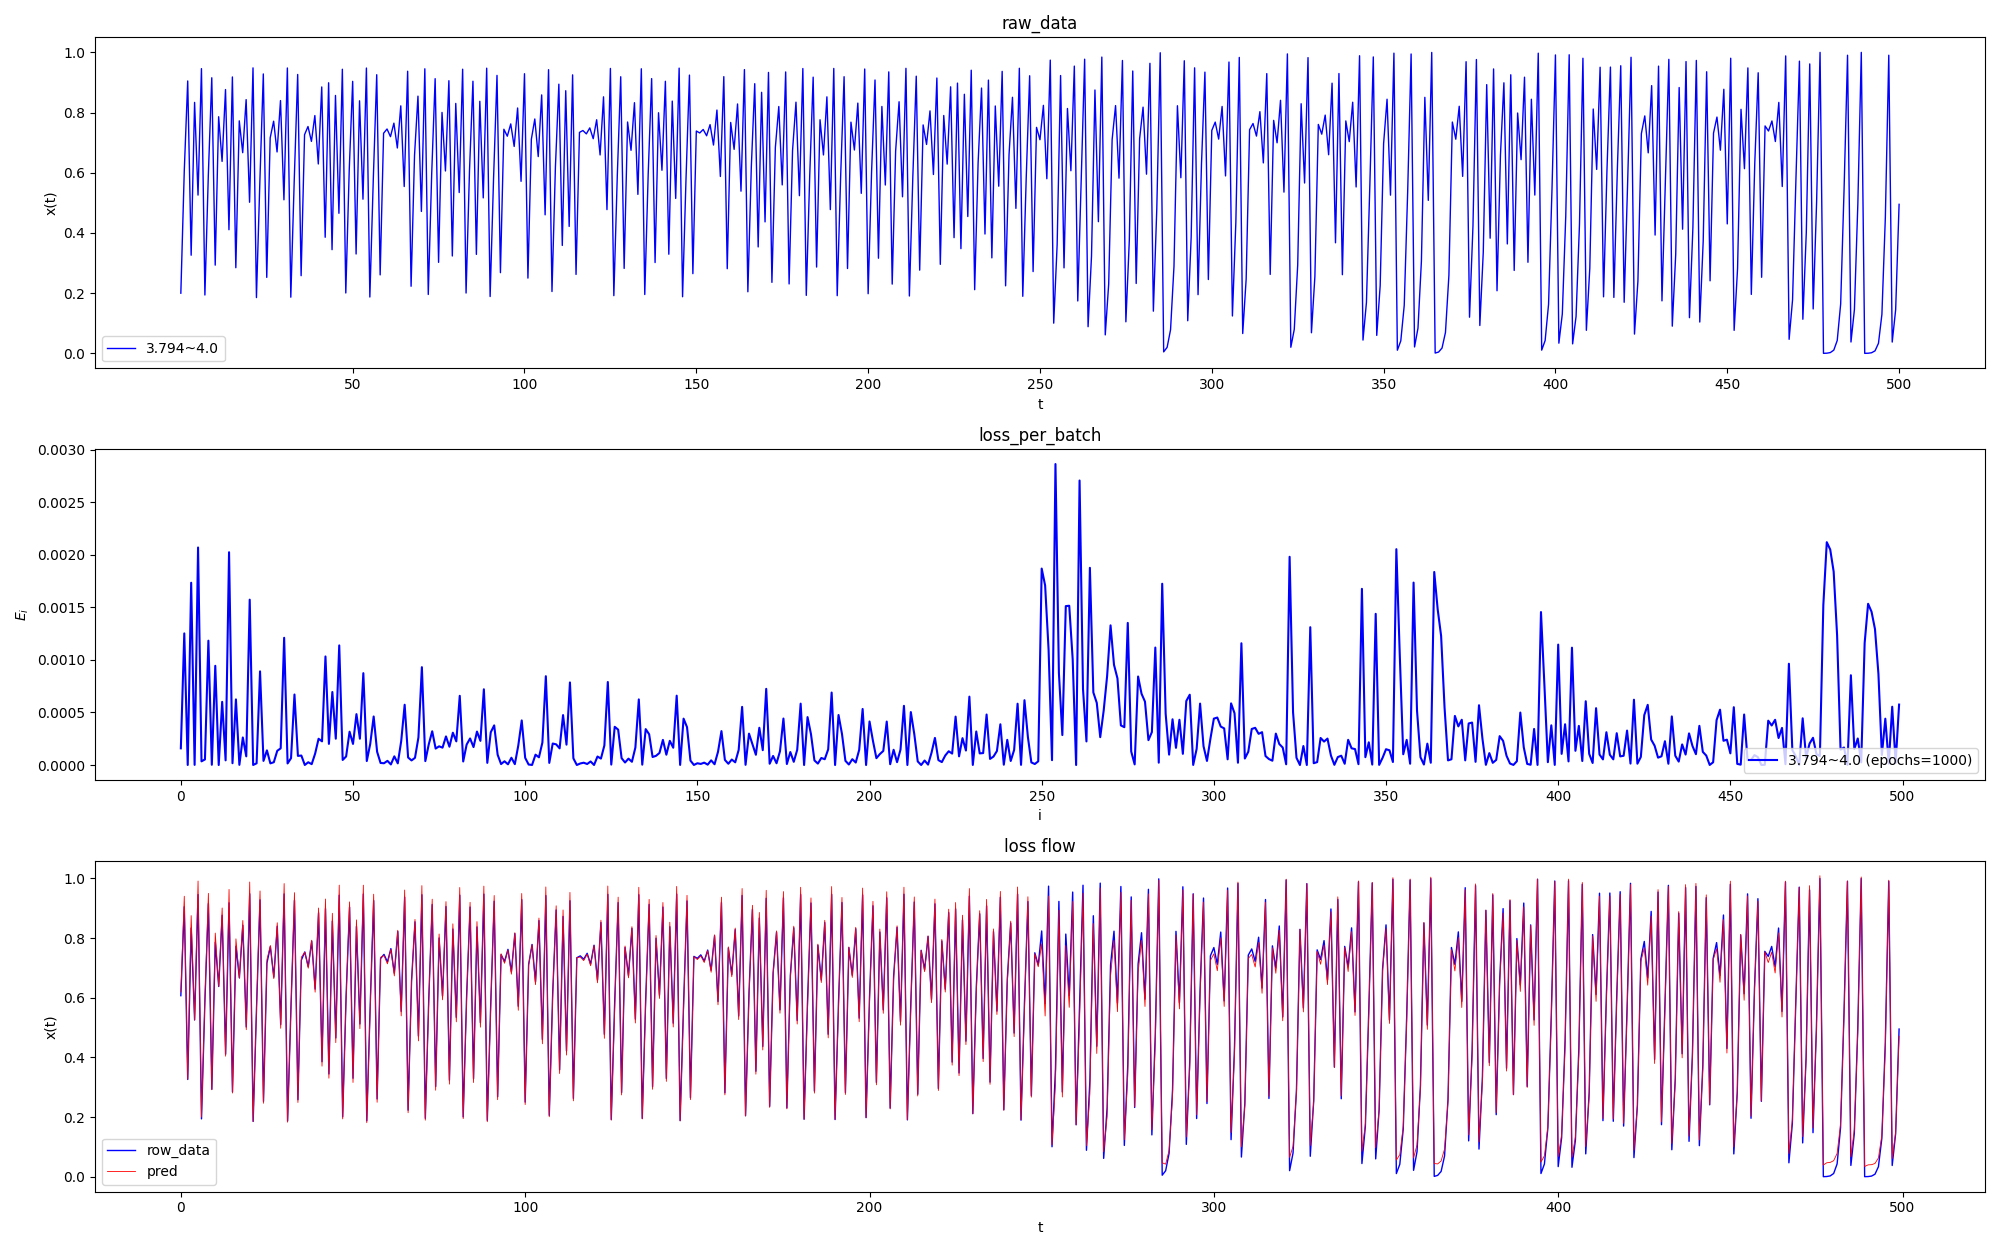 raw_data
1.0
0.8
0.6
0.4
0.2
0.0
x(t)
3.794~4.0
50 100 150 200 250 300 350 400 450 500
t
loss_per_batch
0.0030
0.0025
0.0020
0.0015
0.0010
0.0005
0.0000
E_i
3.794~4.0 (epochs=1000)
0 50 100 150 200 250 300 350 400 450 500
i
loss flow
1.0
0.8
0.6
0.4
0.2
0.0
x(t)
row_data
pred
0 100 200 300 400 500
t